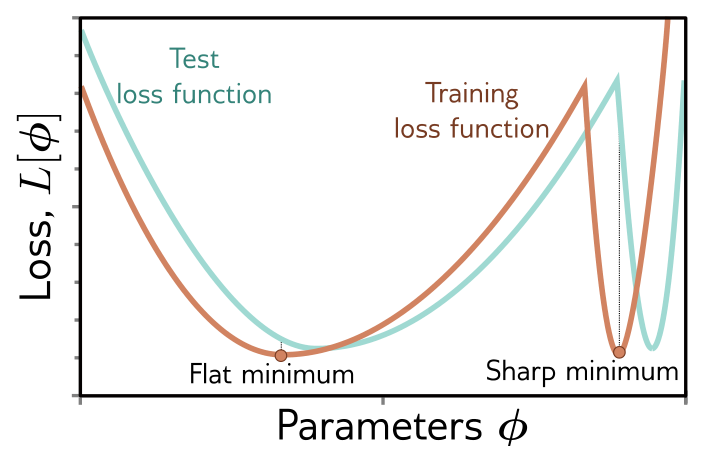 Test
loss function
Training
loss function
Loss, L[ϕ]
Flat minimum
Sharp minimum
Parameters ϕ